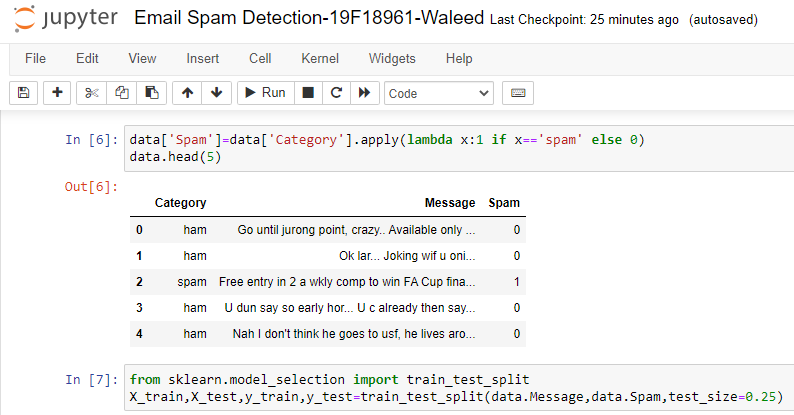 jupyter Email Spam Detection-19F18961-Waleed Last Checkpoint: 25 minutes ago (autosaved)
File Edit View Insert Cell Kernel Widgets Help
Run Code
In [6]: data['Spam']=data['Category'].apply(lambda x:1 if x=='spam' else 0)
data.head(5)
Out[6]:
Category Message Spam
0 ham Go until jurong point, crazy.. Available only ... 0
1 ham Ok lar... Joking wif u oni... 0
2 spam Free entry in 2 a wkly comp to win FA Cup fina... 1
3 ham U dun say so early hor... U c already then say... 0
4 ham Nah I don't think he goes to usf, he lives aro... 0
In [7]: from sklearn.model_selection import train_test_split
X_train,X_test,y_train,y_test=train_test_split(data.Message,data.Spam,test_size=0.25)